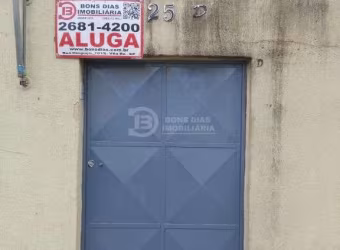 BONS DIAS
IMOBILIÁRIA
2681-4200
ALUGA
www.bonsdias.com.br
25 D
BONS DIAS
IMOBILIÁRIA